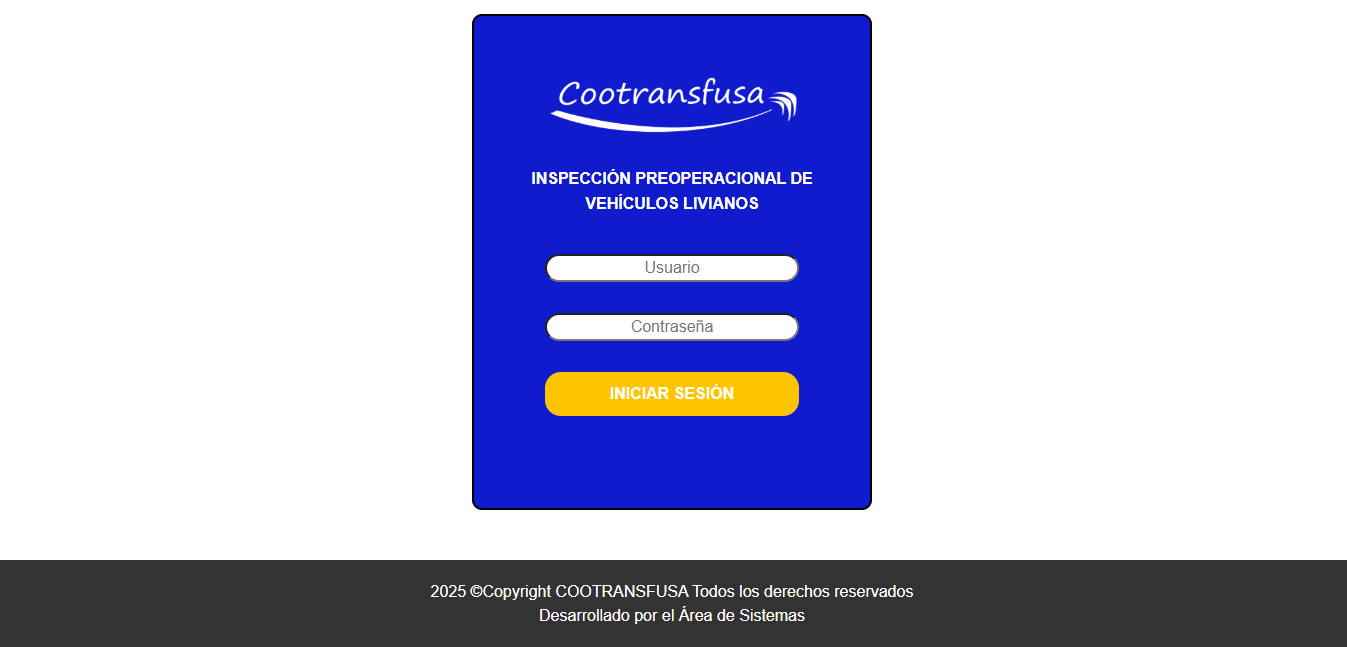 Cootransfusa
INSPECCIÓN PREOPERACIONAL DE
VEHÍCULOS LIVIANOS
Usuario
Contraseña
INICIAR SESIÓN
2025 ©Copyright COOTRANSFUSA Todos los derechos reservados
Desarrollado por el Área de Sistemas